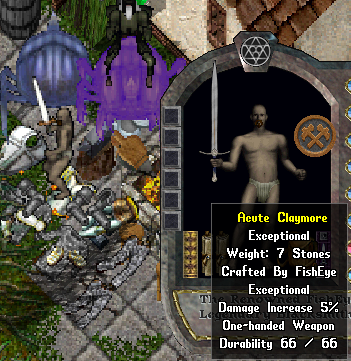 Acute Claymore
Exceptional
Weight: 7 Stones
Crafted By FishEye
Exceptional
Damage Increase 5%
One-handed Weapon
Durability 66 / 66